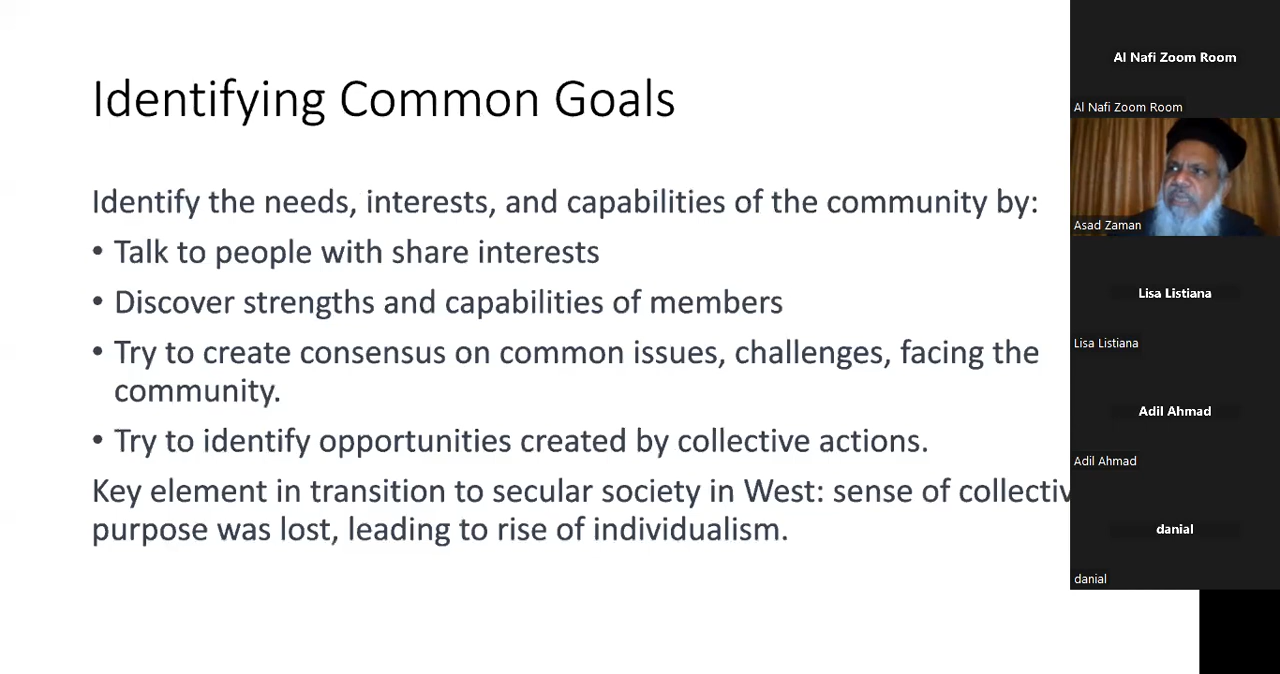 Identifying Common Goals
Identify the needs, interests, and capabilities of the community by:
• Talk to people with share interests
• Discover strengths and capabilities of members
• Try to create consensus on common issues, challenges, facing the
community.
• Try to identify opportunities created by collective actions.
Key element in transition to secular society in West: sense of collectiv
purpose was lost, leading to rise of individualism.
Al Nafi Zoom Room
Al Nafi Zoom Room
Asad Zaman
Lisa Listiana
Lisa Listiana
Adil Ahmad
Adil Ahmad
danial
danial